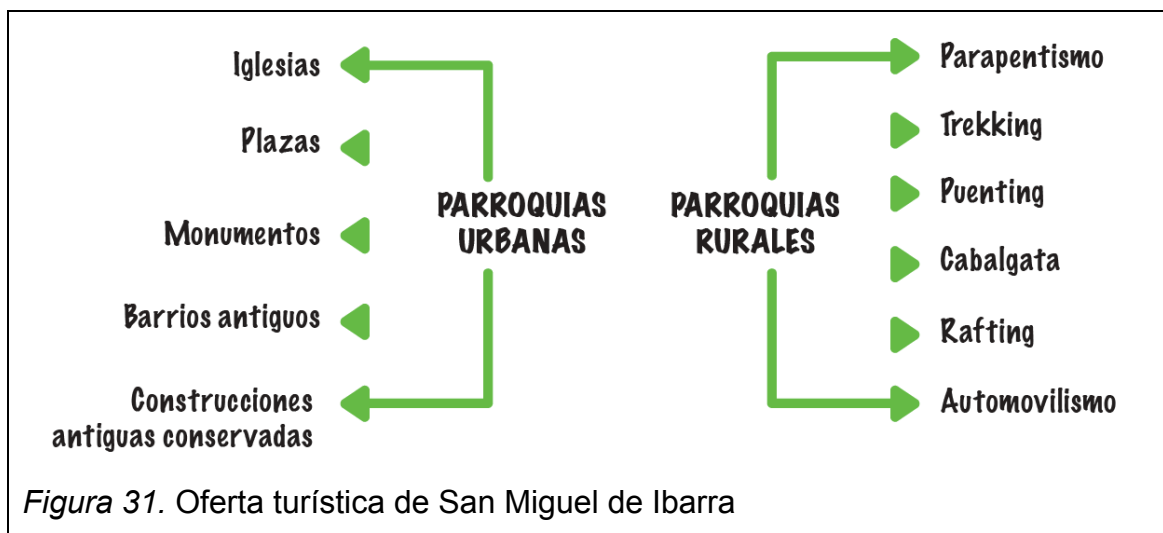 Iglesias
Plazas
Monumentos
Barrios antiguos
Construcciones
antiguas conservadas
PARROQUIAS
URBANAS
PARROQUIAS
RURALES
Parapentismo
Trekking
Puenting
Cabalgata
Rafting
Automovilismo
Figura 31. Oferta turística de San Miguel de Ibarra